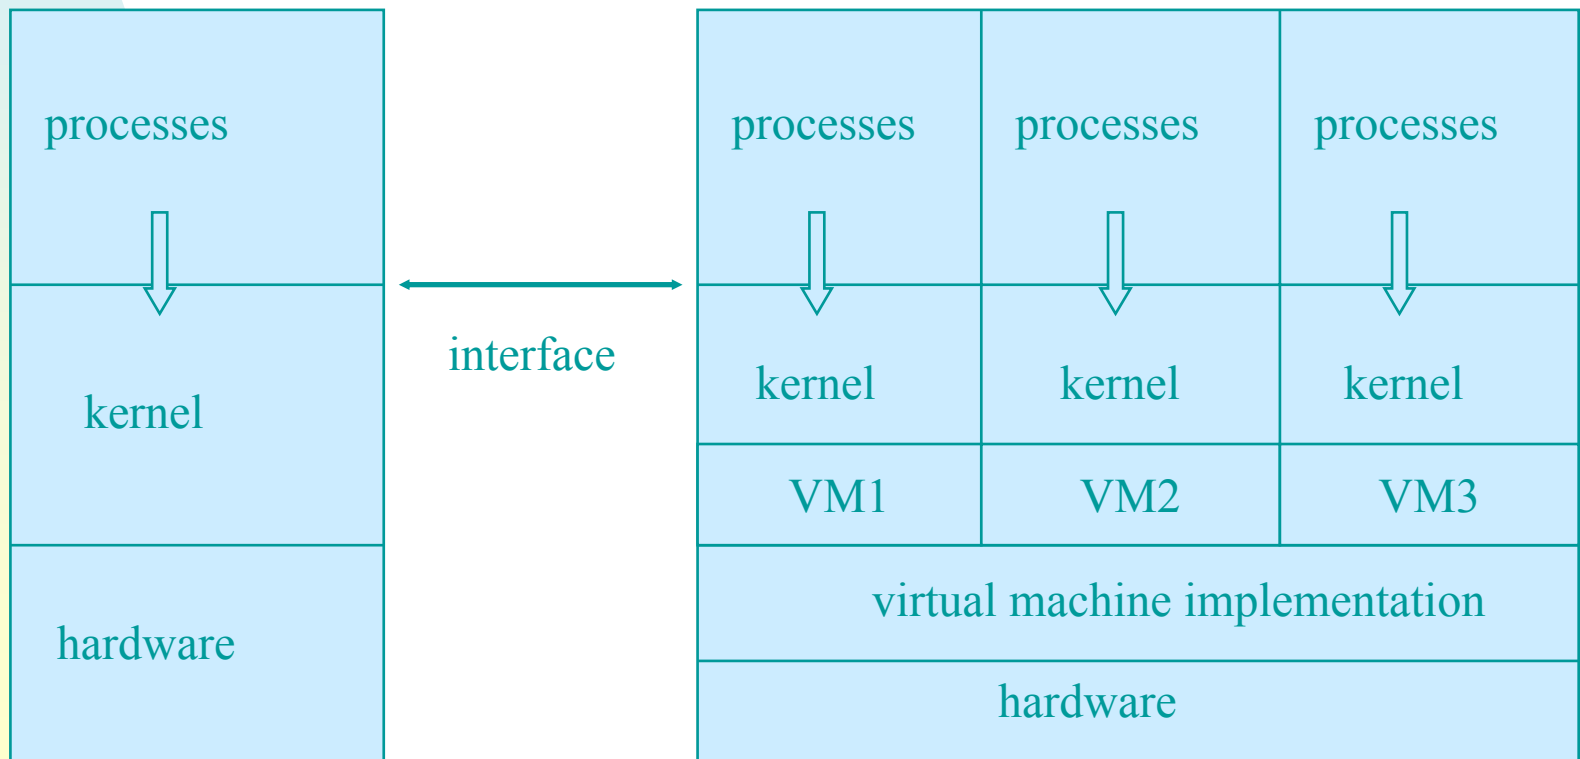 processes
kernel
hardware
interface
processes processes processes
kernel kernel kernel
VM1 VM2 VM3
virtual machine implementation
hardware